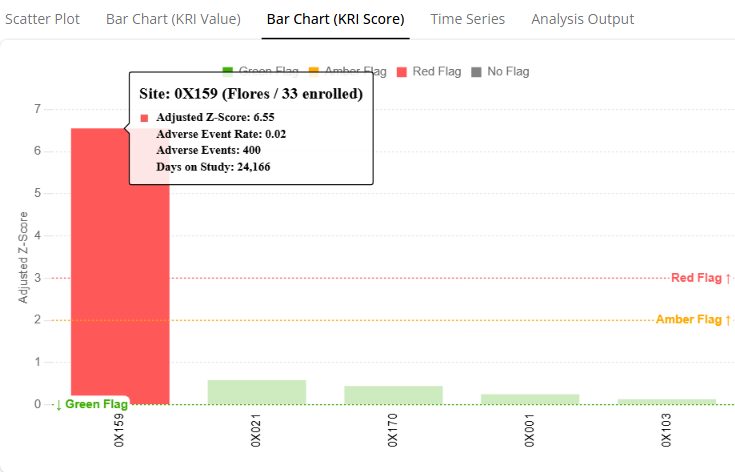 Scatter Plot Bar Chart (KRI Value) Bar Chart (KRI Score) Time Series Analysis Output
Green Flag Amber Flag Red Flag No Flag
Site: 0X159 (Flores / 33 enrolled)
Adjusted Z-Score: 6.55
Adverse Event Rate: 0.02
Adverse Events: 400
Days on Study: 24,166
Adjusted Z-Score
7
6
5
4
3
2
1
0
Red Flag ↑
Amber Flag ↑
↓ Green Flag
0X159 0X021 0X170 0X001 0X103